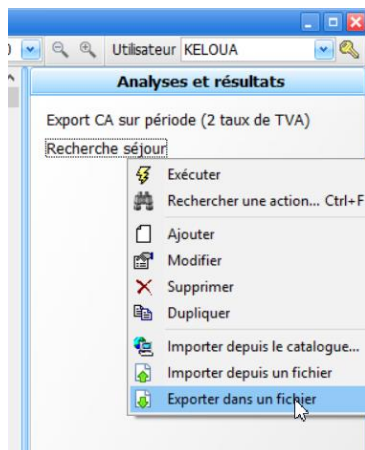 Utilisateur KELOUA
Analyses et résultats
Export CA sur période (2 taux de TVA)
Recherche séjour
Exécuter
Rechercher une action... Ctrl+F
Ajouter
Modifier
Supprimer
Dupliquer
Importer depuis le catalogue...
Importer depuis un fichier
Exporter dans un fichier